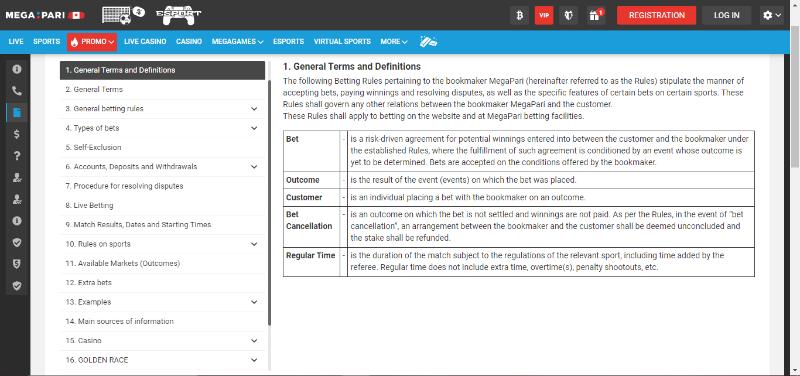 MEGAPARI
ESPORT
VIP
1
REGISTRATION
LOG IN
LIVE
SPORTS
PROMO
LIVE CASINO
CASINO
MEGAGAMES
ESPORTS
VIRTUAL SPORTS
MORE
1. General Terms and Definitions
2. General Terms
3. General betting rules
4. Types of bets
5. Self-Exclusion
6. Accounts, Deposits and Withdrawals
7. Procedure for resolving disputes
8. Live Betting
9. Match Results, Dates and Starting Times
10. Rules on sports
11. Available Markets (Outcomes)
12. Extra bets
13. Examples
14. Main sources of information
15. Casino
16. GOLDEN RACE
1. General Terms and Definitions
The following Betting Rules pertaining to the bookmaker MegaPari (hereinafter referred to as the Rules) stipulate the manner of
accepting bets, paying winnings and resolving disputes, as well as the specific features of certain bets on certain sports. These
Rules shall govern any other relations between the bookmaker MegaPari and the customer.
These Rules shall apply to betting on the website and at MegaPari betting facilities.
Bet - is a risk-driven agreement for potential winnings entered into between the customer and the bookmaker under
the established Rules, where the fulfillment of such agreement is conditioned by an event whose outcome is
yet to be determined. Bets are accepted on the conditions offered by the bookmaker.
Outcome - is the result of the event (events) on which the bet was placed.
Customer - is an individual placing a bet with the bookmaker on an outcome.
Bet - is an outcome on which the bet is not settled and winnings are not paid. As per the Rules, in the event of "bet
Cancellation cancellation", an arrangement between the bookmaker and the customer shall be deemed unconcluded and
the stake shall be refunded.
Regular Time - is the duration of the match subject to the regulations of the relevant sport, including time added by the
referee. Regular time does not include extra time, overtime(s), penalty shootouts, etc.